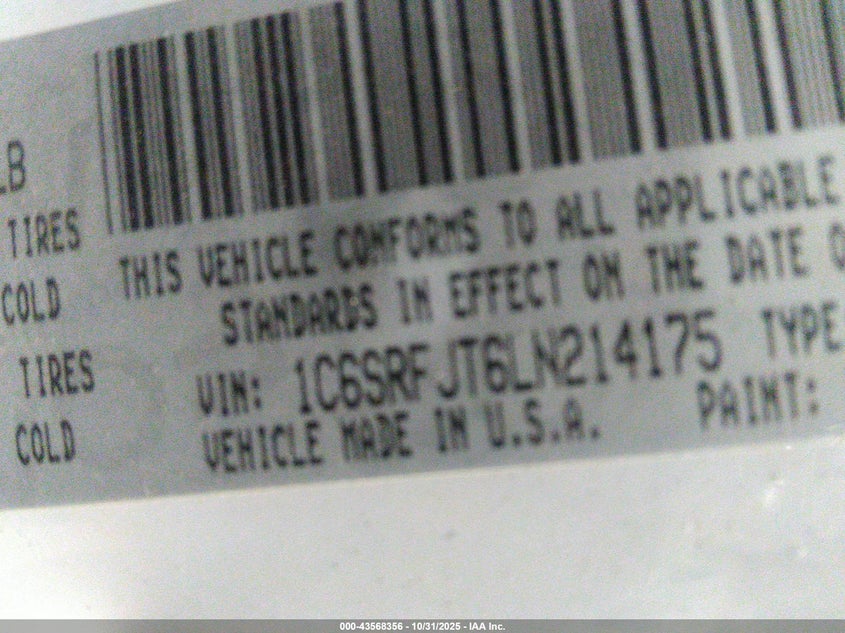 LB
TIRES
COLD
TIRES
COLD
THIS VEHICLE CONFORMS TO ALL APPLICABLE
STANDARDS IN EFFECT ON THE DATE O
VIN: 1C6SRFJT6LN214175 TYPE
VEHICLE MADE IN U.S.A. PAINT:
000-43568356 - 10/31/2025 - IAA Inc.